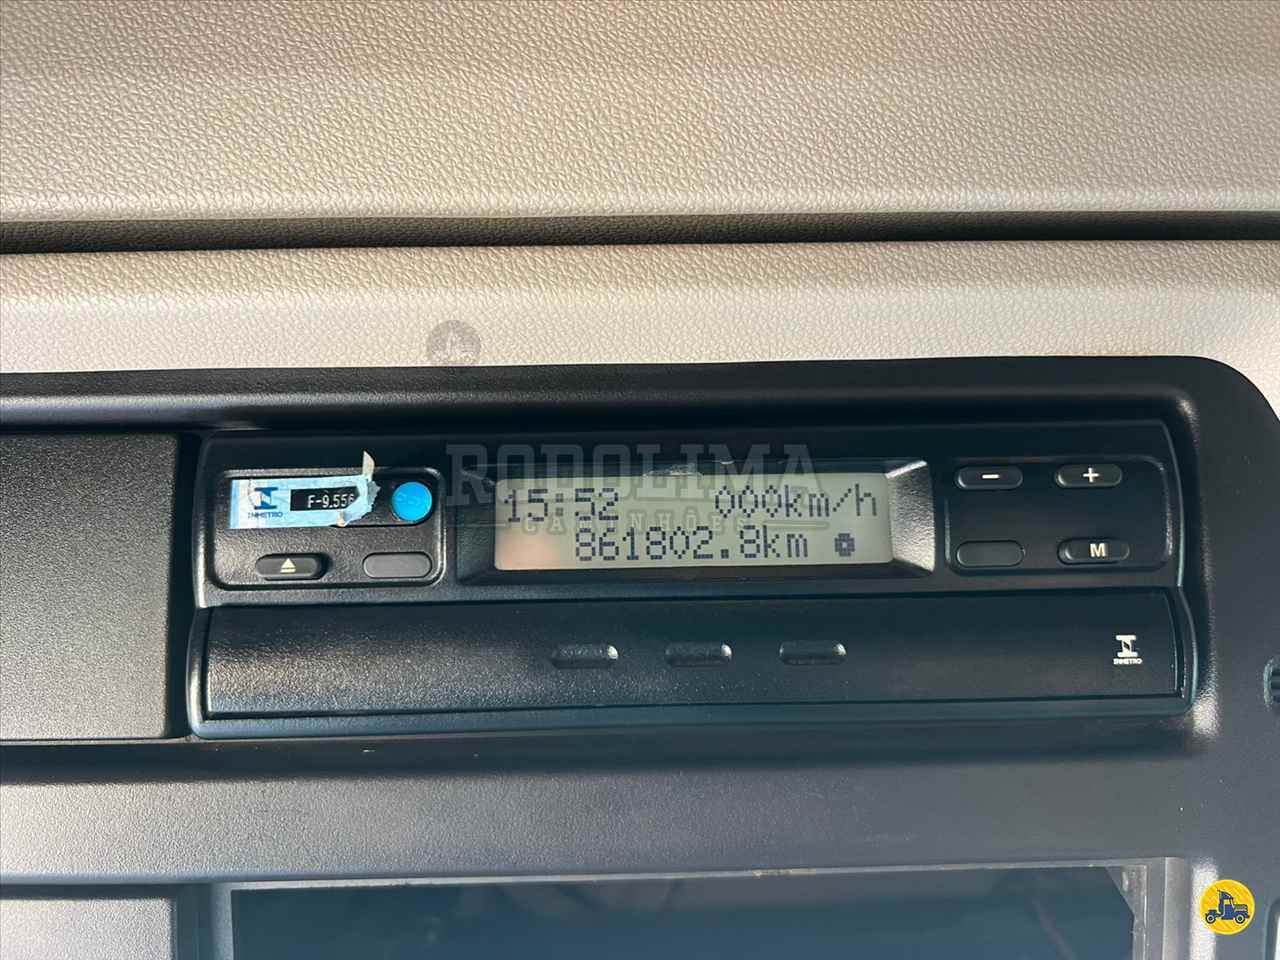 RODOLIMA
CAMINHÕES
INMETRO
F-9.556
15:52 000km/h
861802.8km
- +
M
INMETRO